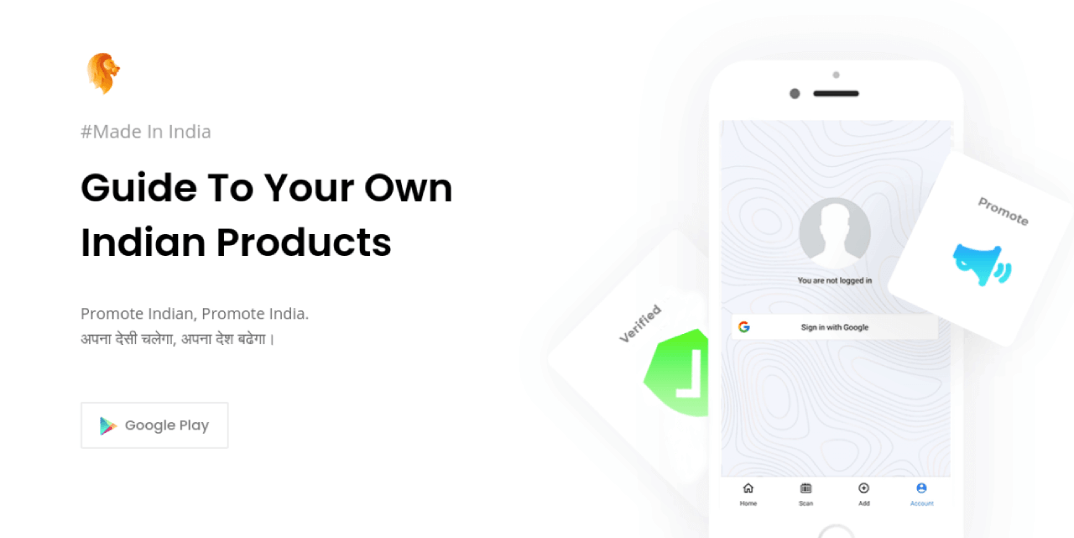 #Made In India
Guide To Your Own
Indian Products
Promote Indian, Promote India.
अपना देसी चलेगा, अपना देश बढेगा।
Google Play
Verified
Promote
You are not logged in
Sign in with Google
Home
Scan
Add
Account